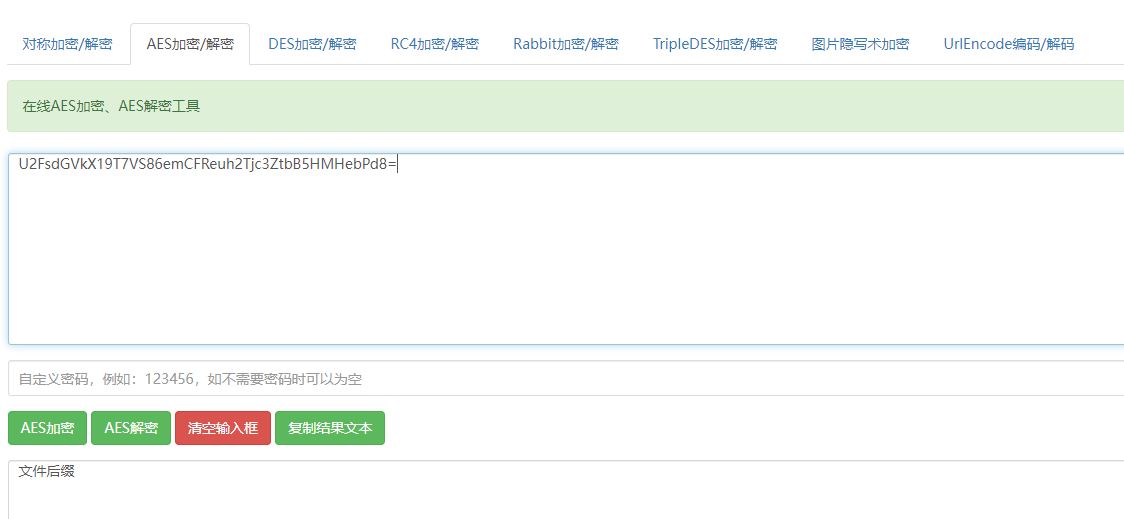 对称加密/解密 AES加密/解密 DES加密/解密 RC4加密/解密 Rabbit加密/解密 TripleDES加密/解密 图片隐写术加密 UrlEncode编码/解码
在线AES加密、AES解密工具
U2FsdGVkX19T7VS86emCFReuh2Tjc3ZtbB5HMHebPd8=
自定义密码，例如：123456，如不需要密码时可以为空
AES加密 AES解密 清空输入框 复制结果文本
文件后缀